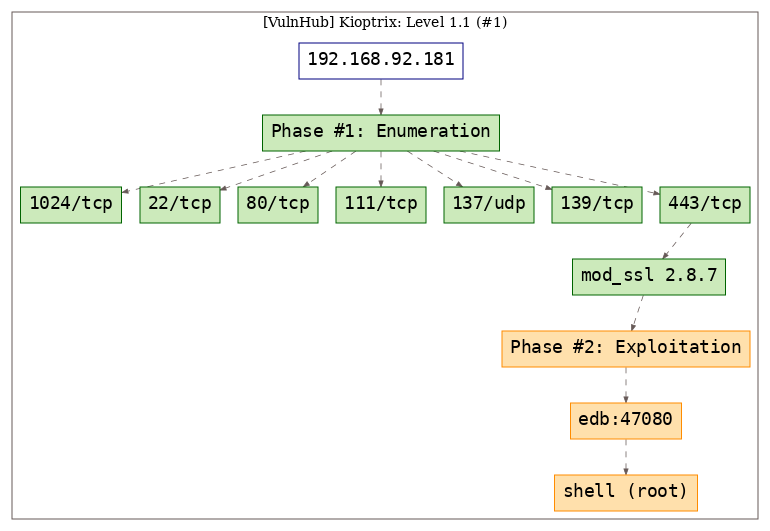 [VulnHub] Kioptrix: Level 1.1 (#1)
192.168.92.181
Phase #1: Enumeration
1024/tcp
22/tcp
80/tcp
111/tcp
137/udp
139/tcp
443/tcp
mod_ssl 2.8.7
Phase #2: Exploitation
edb:47080
shell (root)